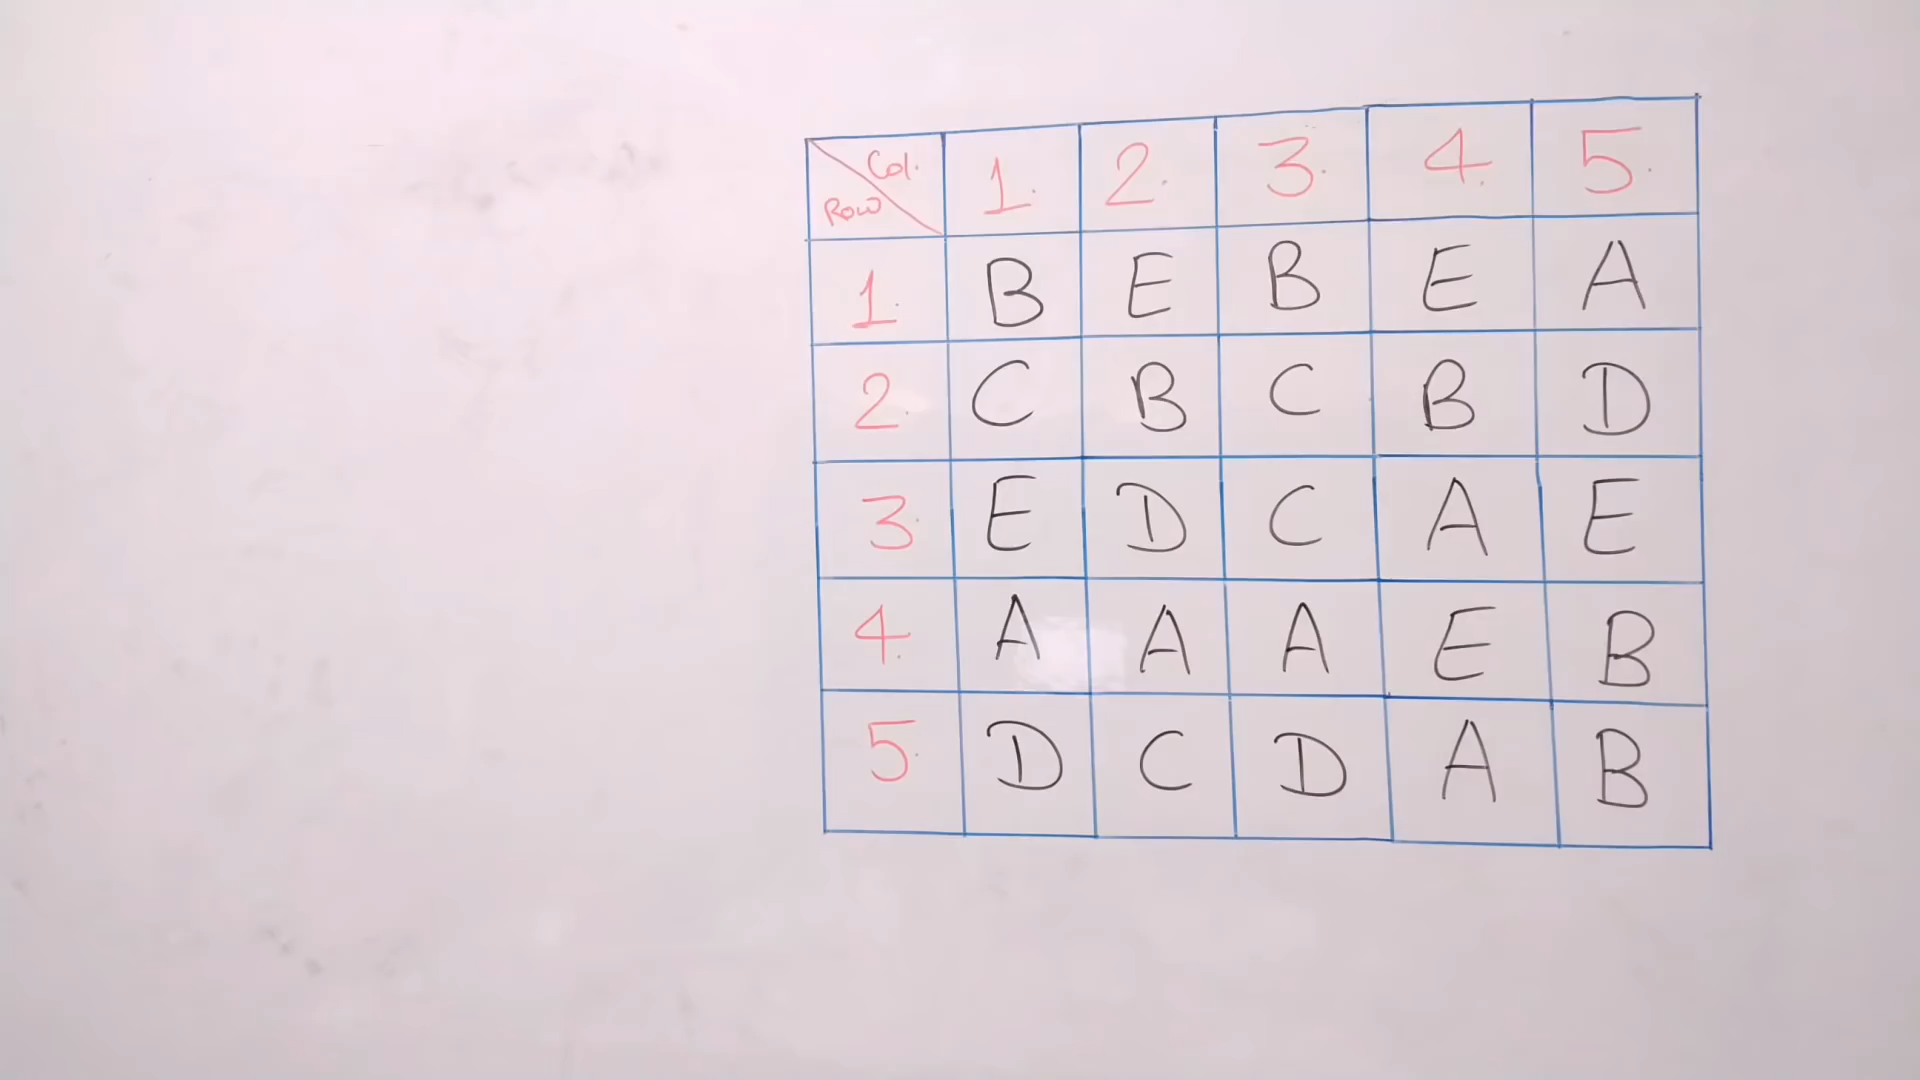 Col. 1. 2. 3. 4. 5.
Row
1. B E B E A
2. C B C B D
3. E D C A E
4. A A A E B
5. D C D A B